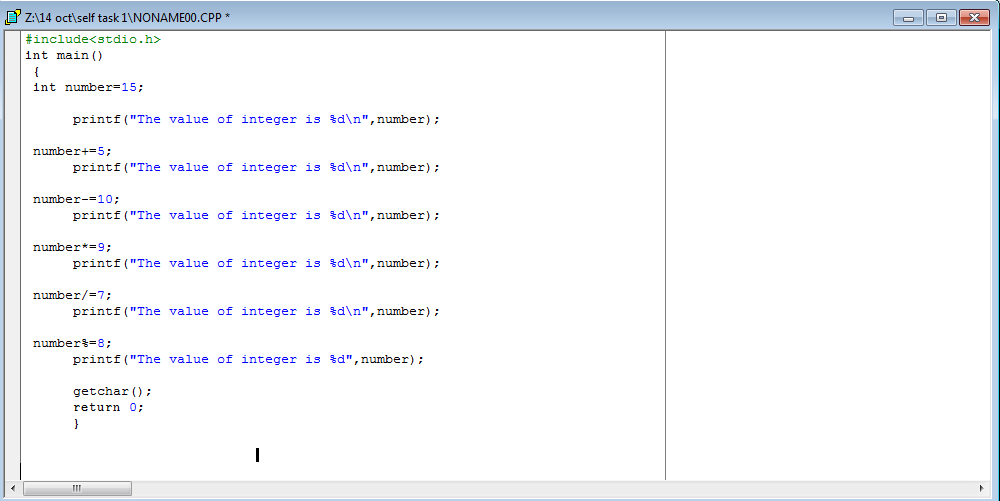 Z:\14 oct\self task 1\NONAME00.CPP *
#include<stdio.h>
int main()
{
int number=15;
printf("The value of integer is %d\n",number);
number+=5;
printf("The value of integer is %d\n",number);
number-=10;
printf("The value of integer is %d\n",number);
number*=9;
printf("The value of integer is %d\n",number);
number/=7;
printf("The value of integer is %d\n",number);
number%=8;
printf("The value of integer is %d",number);
getchar();
return 0;
}